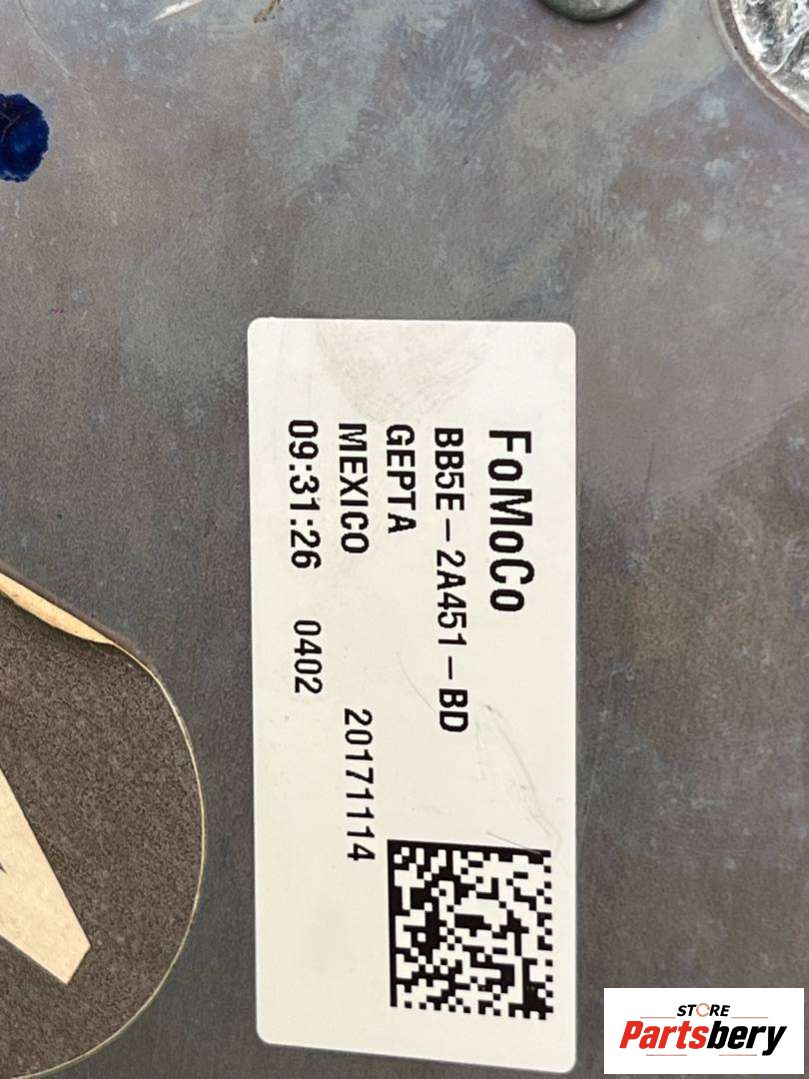 FoMoCo
BB5E-2A451-BD
GEPTA
MEXICO 20171114
09:31:26 0402
STORE
Partsbery